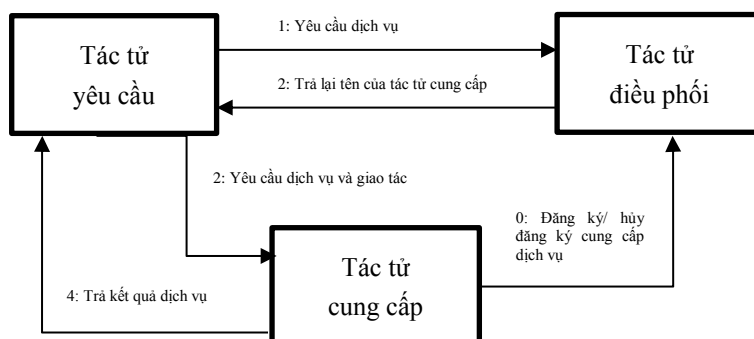 1: Yêu cầu dịch vụ
Tác tử
yêu cầu
Tác tử
điều phối
2: Trả lại tên của tác tử cung cấp
2: Yêu cầu dịch vụ và giao tác
0: Đăng ký/ hủy
đăng ký cung cấp
dịch vụ
Tác tử
cung cấp
4: Trả kết quả dịch vụ